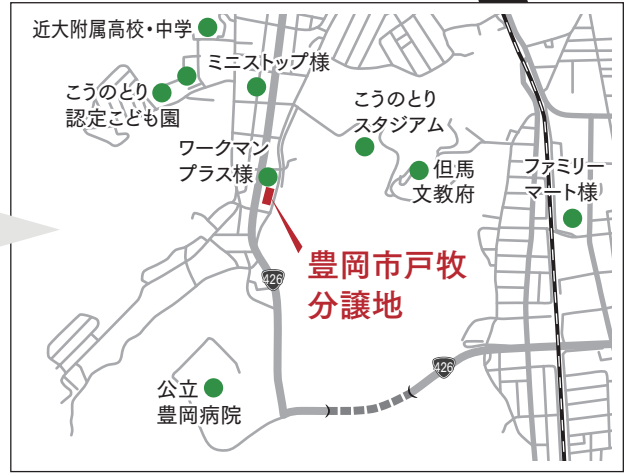 近大附属高校・中学
ミニストップ様
こうのとり
認定こども園
こうのとり
スタジアム
ワークマン
プラス様
但馬
文教府
ファミリー
マート様
豊岡市戸牧
分譲地
426
426
公立
豊岡病院